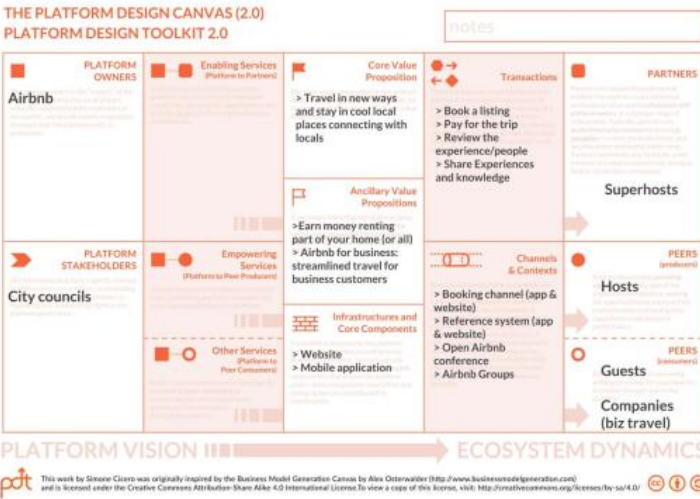 THE PLATFORM DESIGN CANVAS (2.0)
PLATFORM DESIGN TOOLKIT 2.0
notes
PLATFORM
OWNERS
Airbnb
Enabling Services
(Platform to Partners)
Core Value
Proposition
> Travel in new ways
and stay in cool local
places connecting with
locals
Transactions
> Book a listing
> Pay for the trip
> Review the
experience/people
> Share Experiences
and knowledge
PARTNERS
Superhosts
Ancillary Value
Propositions
>Earn money renting
part of your home (or all)
> Airbnb for business:
streamlined travel for
business customers
PLATFORM
STAKEHOLDERS
City councils
Empowering
Services
(Platform to Peer Producers)
Other Services
(Platform to
Peer Consumers)
Infrastructures and
Core Components
> Website
> Mobile application
Channels
& Contexts
> Booking channel (app &
website)
> Reference system (app
& website)
> Open Airbnb
conference
> Airbnb Groups
PEERS
(producers)
Hosts
PEERS
(consumers)
Guests
Companies
(biz travel)
PLATFORM VISION
ECOSYSTEM DYNAMICS
pdt
This work by Simone Cicero was originally inspired by the Business Model Generation Canvas by Alex Osterwalder (http://www.businessmodelgeneration.com)
and is licensed under the Creative Commons Attribution-Share Alike 4.0 International License.To view a copy of this license, visit: http://creativecommons.org/licenses/by-sa/4.0/